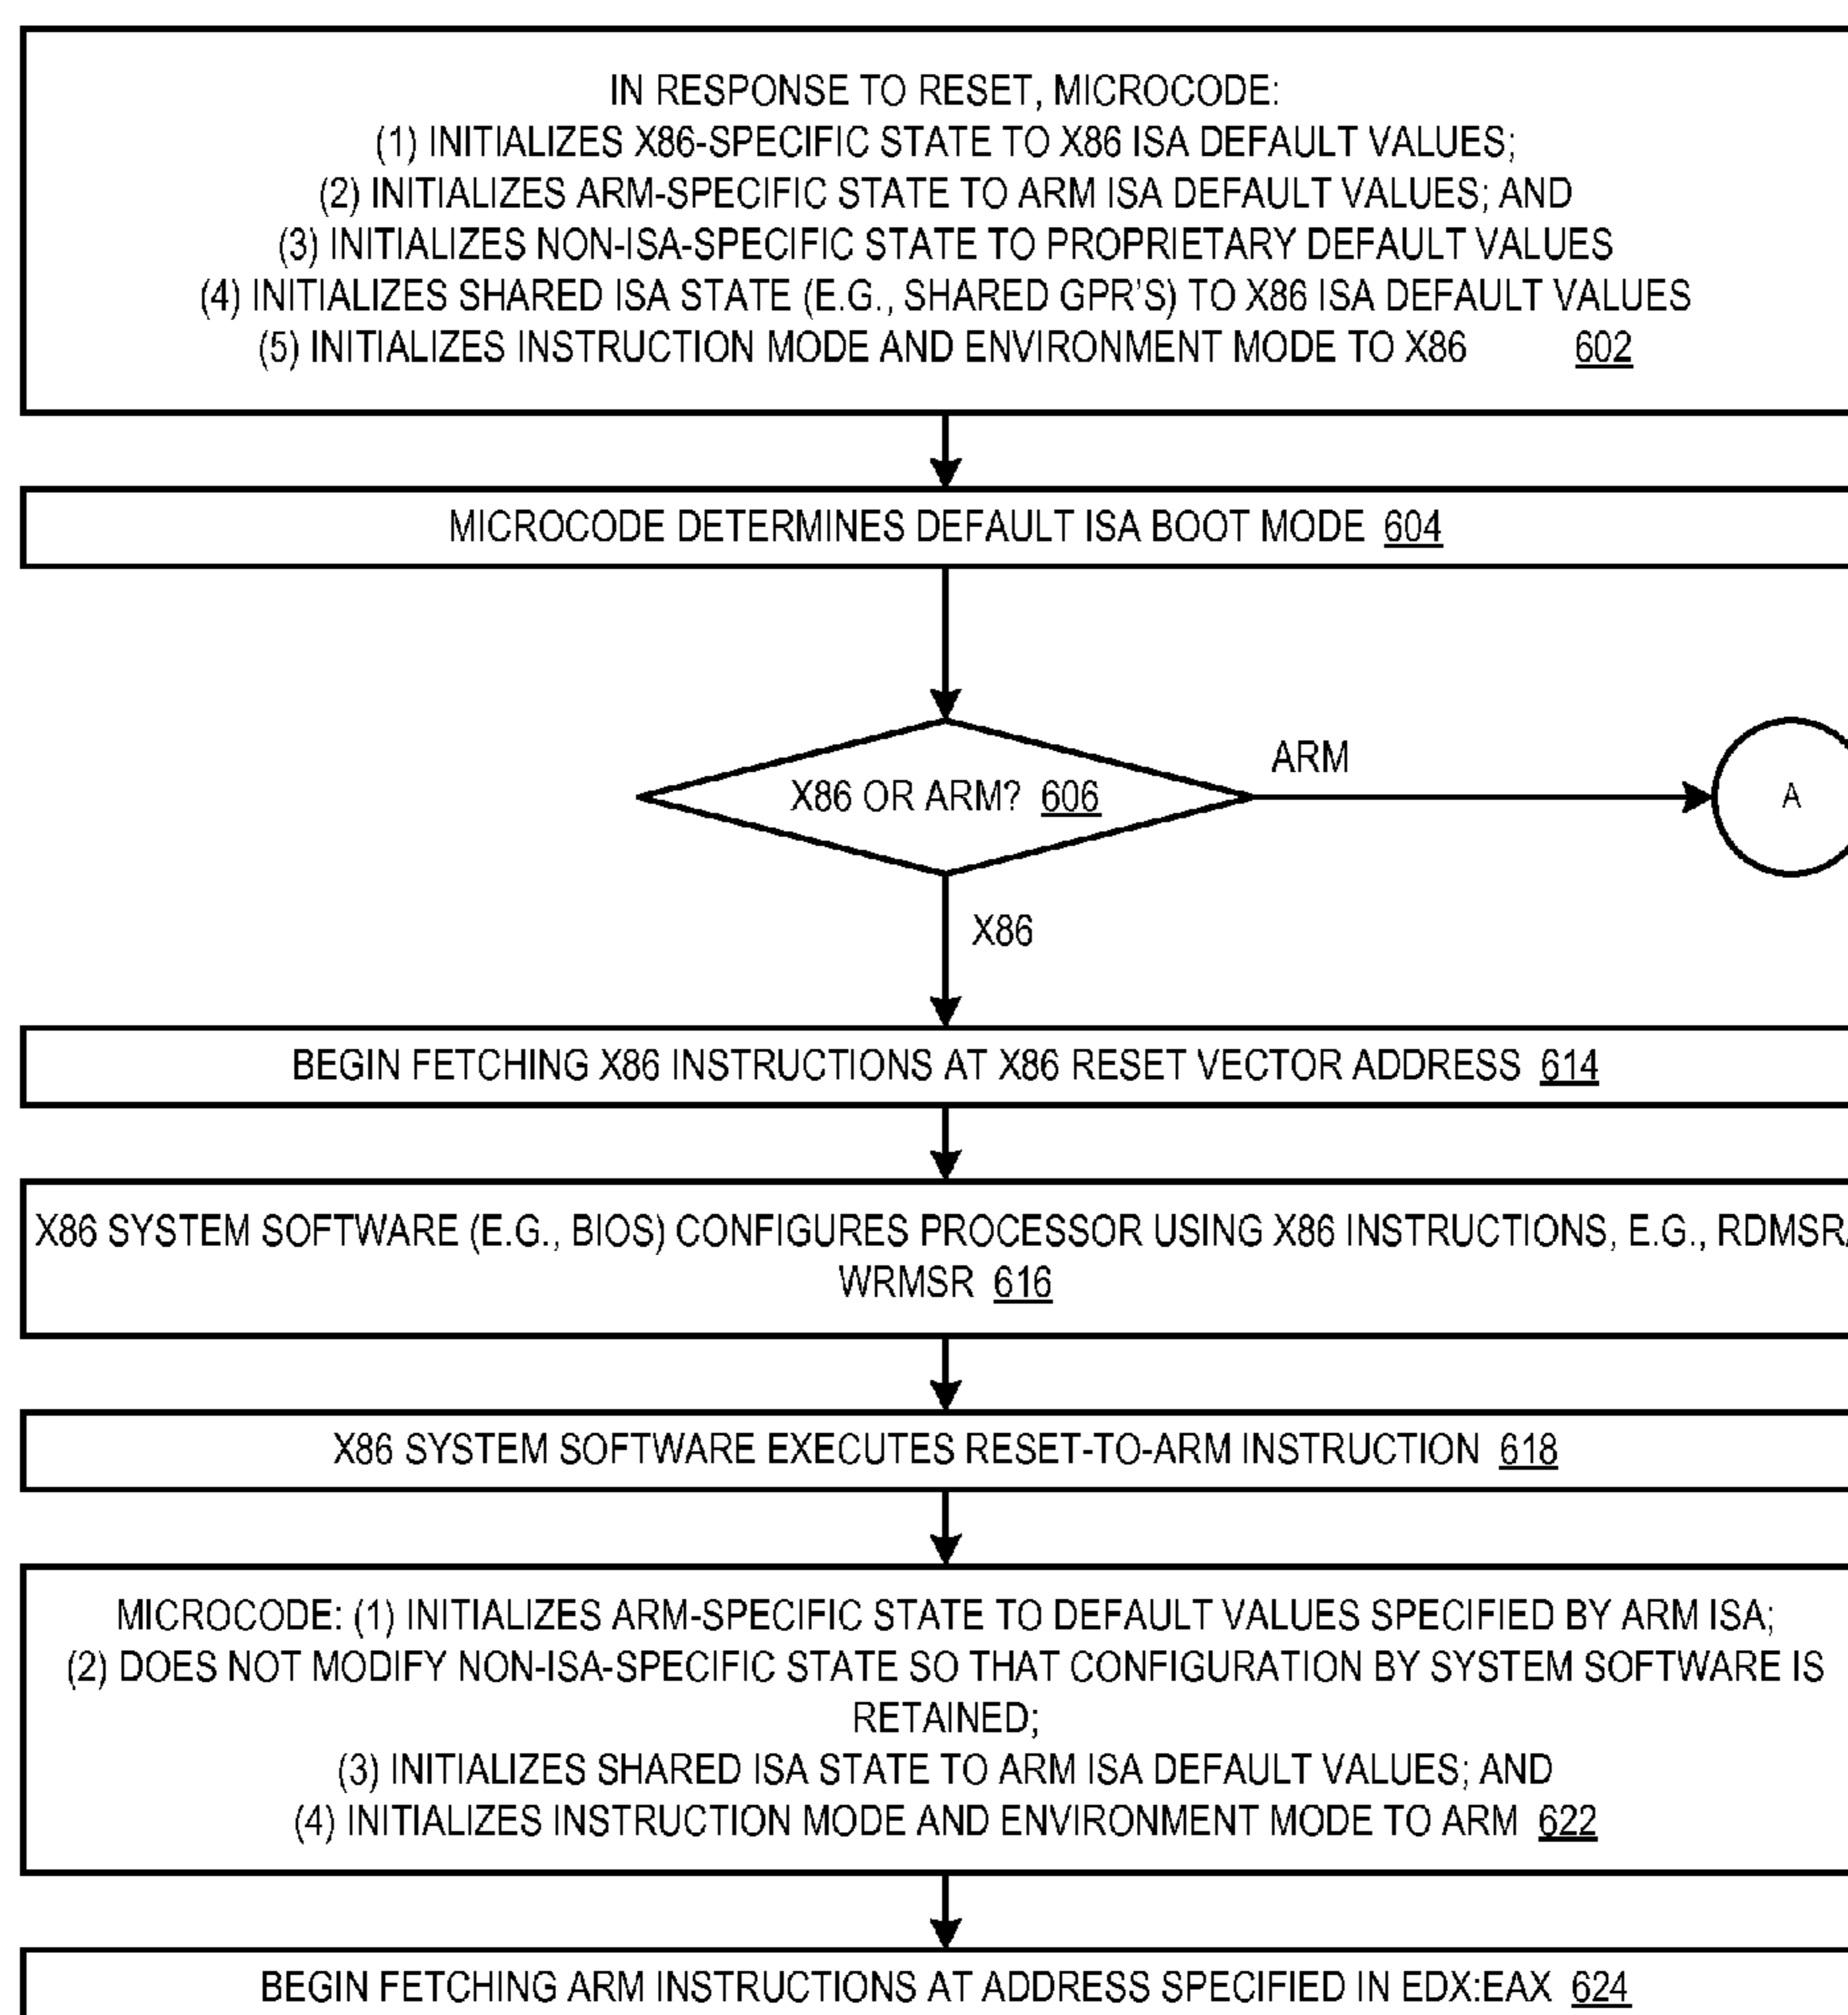 IN RESPONSE TO RESET, MICROCODE:
(1) INITIALIZES X86-SPECIFIC STATE TO X86 ISA DEFAULT VALUES;
(2) INITIALIZES ARM-SPECIFIC STATE TO ARM ISA DEFAULT VALUES; AND
(3) INITIALIZES NON-ISA-SPECIFIC STATE TO PROPRIETARY DEFAULT VALUES
(4) INITIALIZES SHARED ISA STATE (E.G., SHARED GPR'S) TO X86 ISA DEFAULT VALUES
(5) INITIALIZES INSTRUCTION MODE AND ENVIRONMENT MODE TO X86 602
MICROCODE DETERMINES DEFAULT ISA BOOT MODE 604
ARM
X86 OR ARM? 606
A
X86
BEGIN FETCHING X86 INSTRUCTIONS AT X86 RESET VECTOR ADDRESS 614
X86 SYSTEM SOFTWARE (E.G., BIOS) CONFIGURES PROCESSOR USING X86 INSTRUCTIONS, E.G., RDMSR/
WRMSR 616
X86 SYSTEM SOFTWARE EXECUTES RESET-TO-ARM INSTRUCTION 618
MICROCODE: (1) INITIALIZES ARM-SPECIFIC STATE TO DEFAULT VALUES SPECIFIED BY ARM ISA;
(2) DOES NOT MODIFY NON-ISA-SPECIFIC STATE SO THAT CONFIGURATION BY SYSTEM SOFTWARE IS
RETAINED;
(3) INITIALIZES SHARED ISA STATE TO ARM ISA DEFAULT VALUES; AND
(4) INITIALIZES INSTRUCTION MODE AND ENVIRONMENT MODE TO ARM 622
BEGIN FETCHING ARM INSTRUCTIONS AT ADDRESS SPECIFIED IN EDX:EAX 624